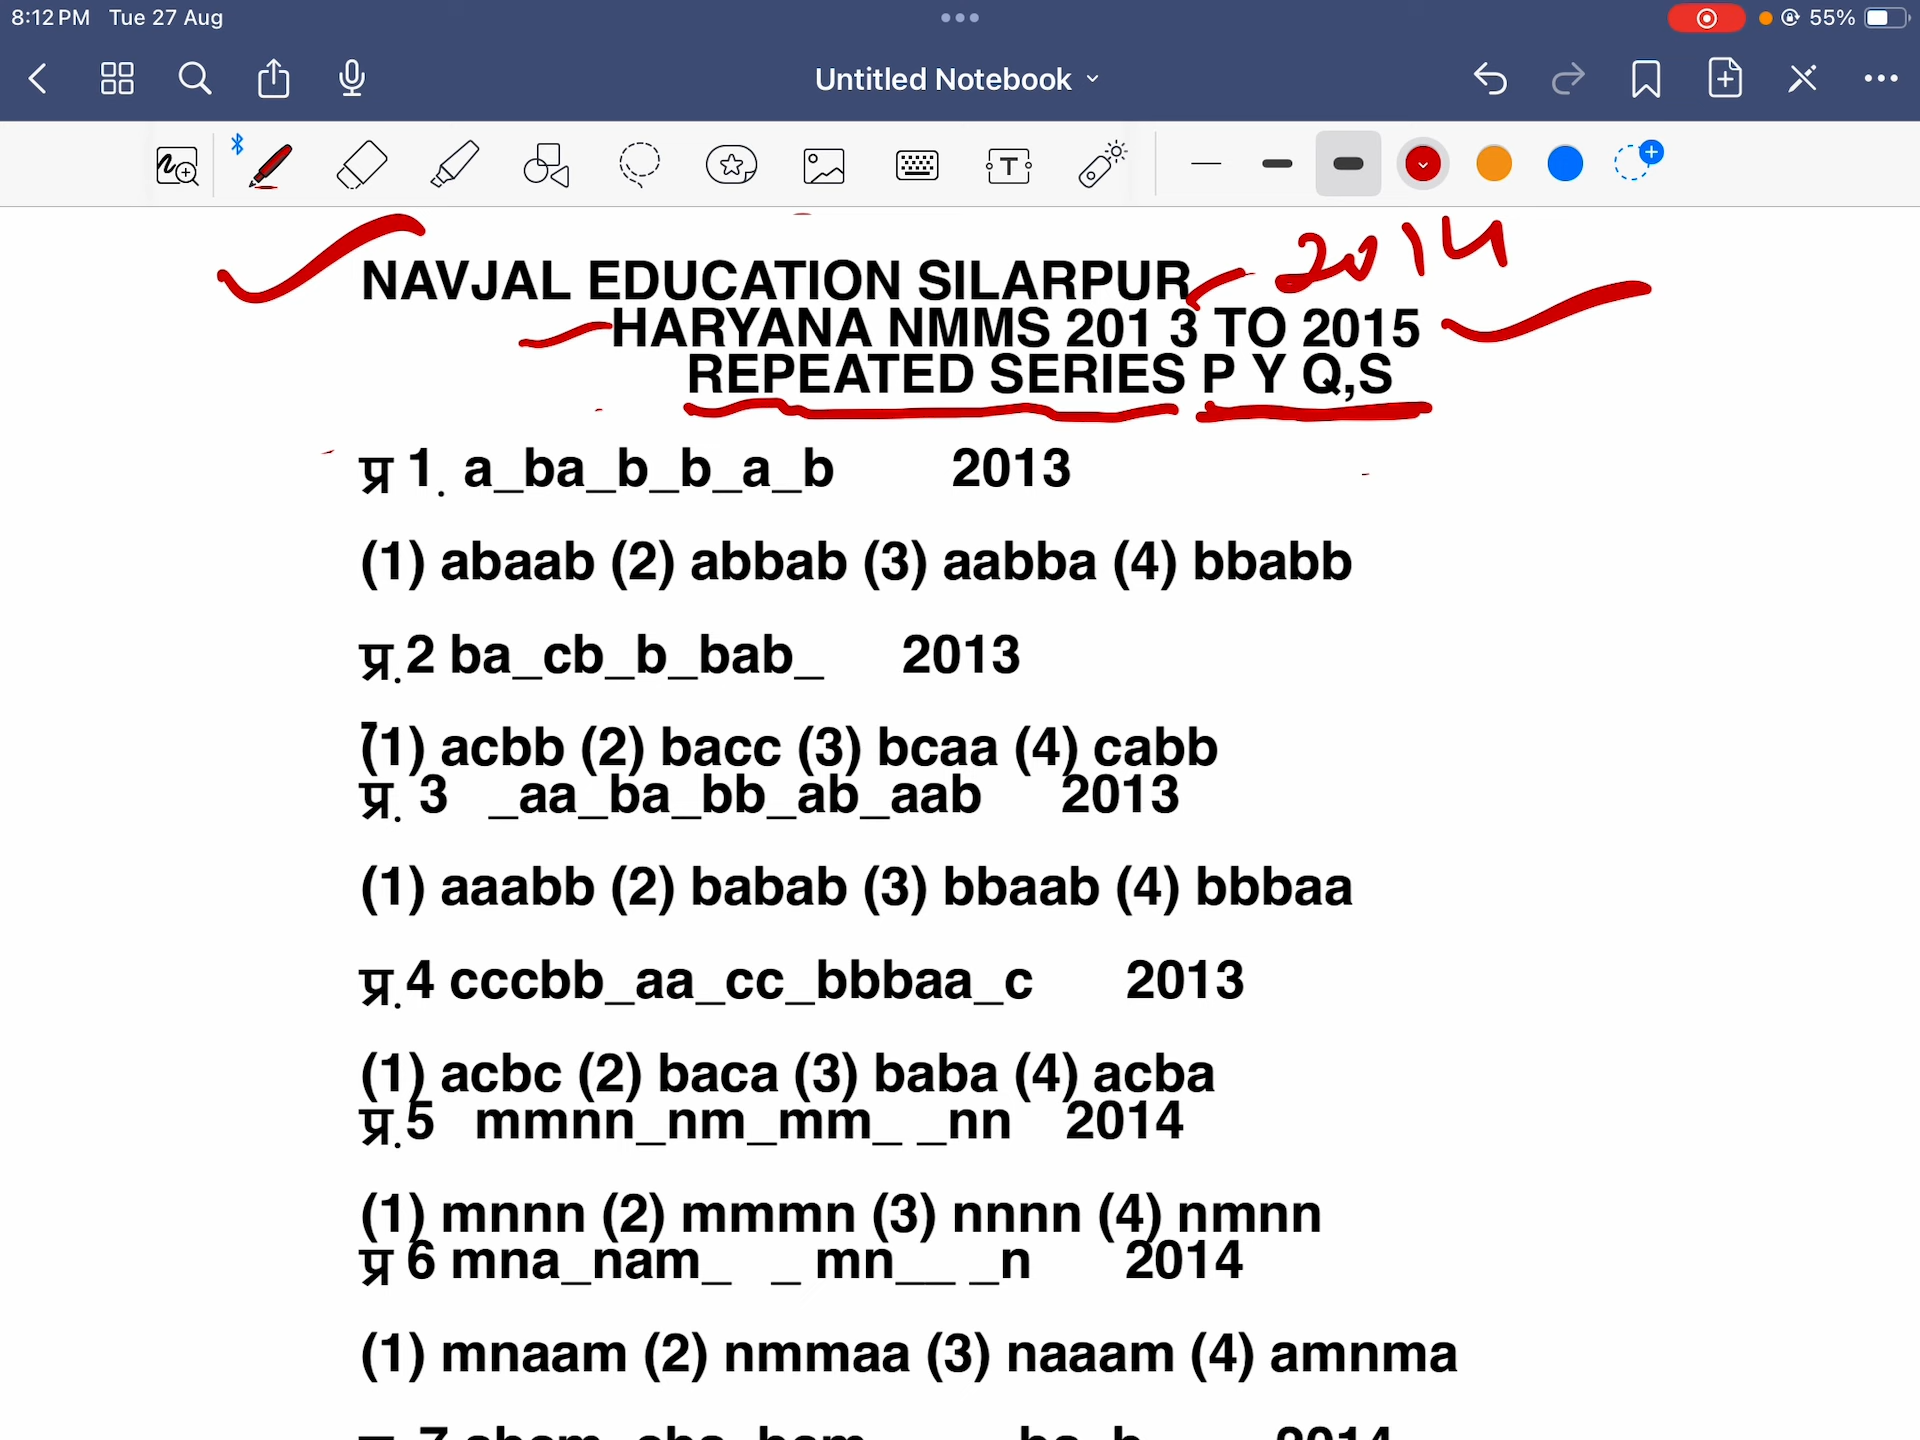 8:12 PM Tue 27 Aug
55%
Untitled Notebook
2014
NAVJAL EDUCATION SILARPUR
HARYANA NMMS 201 3 TO 2015
REPEATED SERIES P Y Q,S
प्र 1. a_ba_b_b_a_b 2013
(1) abaab (2) abbab (3) aabba (4) bbabb
प्र.2 ba_cb_b_bab_ 2013
(1) acbb (2) bacc (3) bcaa (4) cabb
प्र. 3 _aa_ba_bb_ab_aab 2013
(1) aaabb (2) babab (3) bbaab (4) bbbaa
प्र.4 cccbb_aa_cc_bbbaa_c 2013
(1) acbc (2) baca (3) baba (4) acba
प्र.5 mmnn_nm_mm_ _nn 2014
(1) mnnn (2) mmmn (3) nnnn (4) nmnn
प्र 6 mna_nam_ _ mn__ _n 2014
(1) mnaam (2) nmmaa (3) naaam (4) amnma